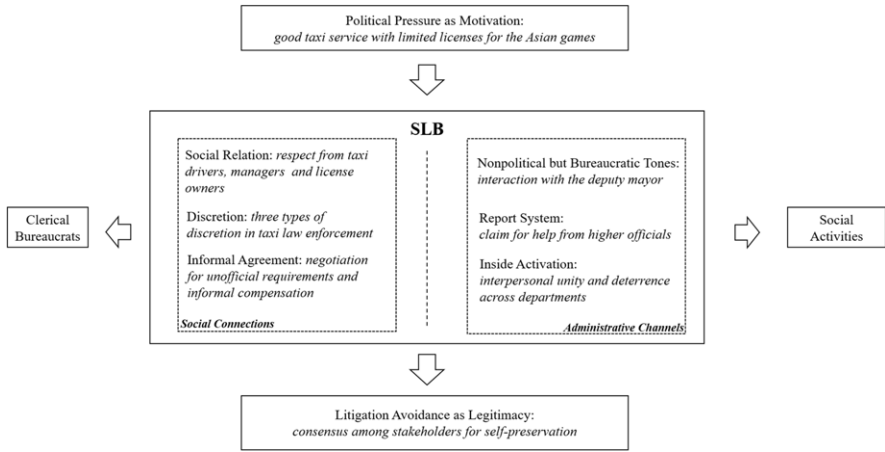 Political Pressure as Motivation:
good taxi service with limited licenses for the Asian games
SLB
Social Relation: respect from taxi
drivers, managers and license
owners
Discretion: three types of
discretion in taxi law enforcement
Informal Agreement: negotiation
for unofficial requirements and
informal compensation
Social Connections
Nonpolitical but Bureaucratic Tones:
interaction with the deputy mayor
Report System:
claim for help from higher officials
Inside Activation:
interpersonal unity and deterrence
across departments
Administrative Channels
Clerical
Bureaucrats
Social
Activities
Litigation Avoidance as Legitimacy:
consensus among stakeholders for self-preservation